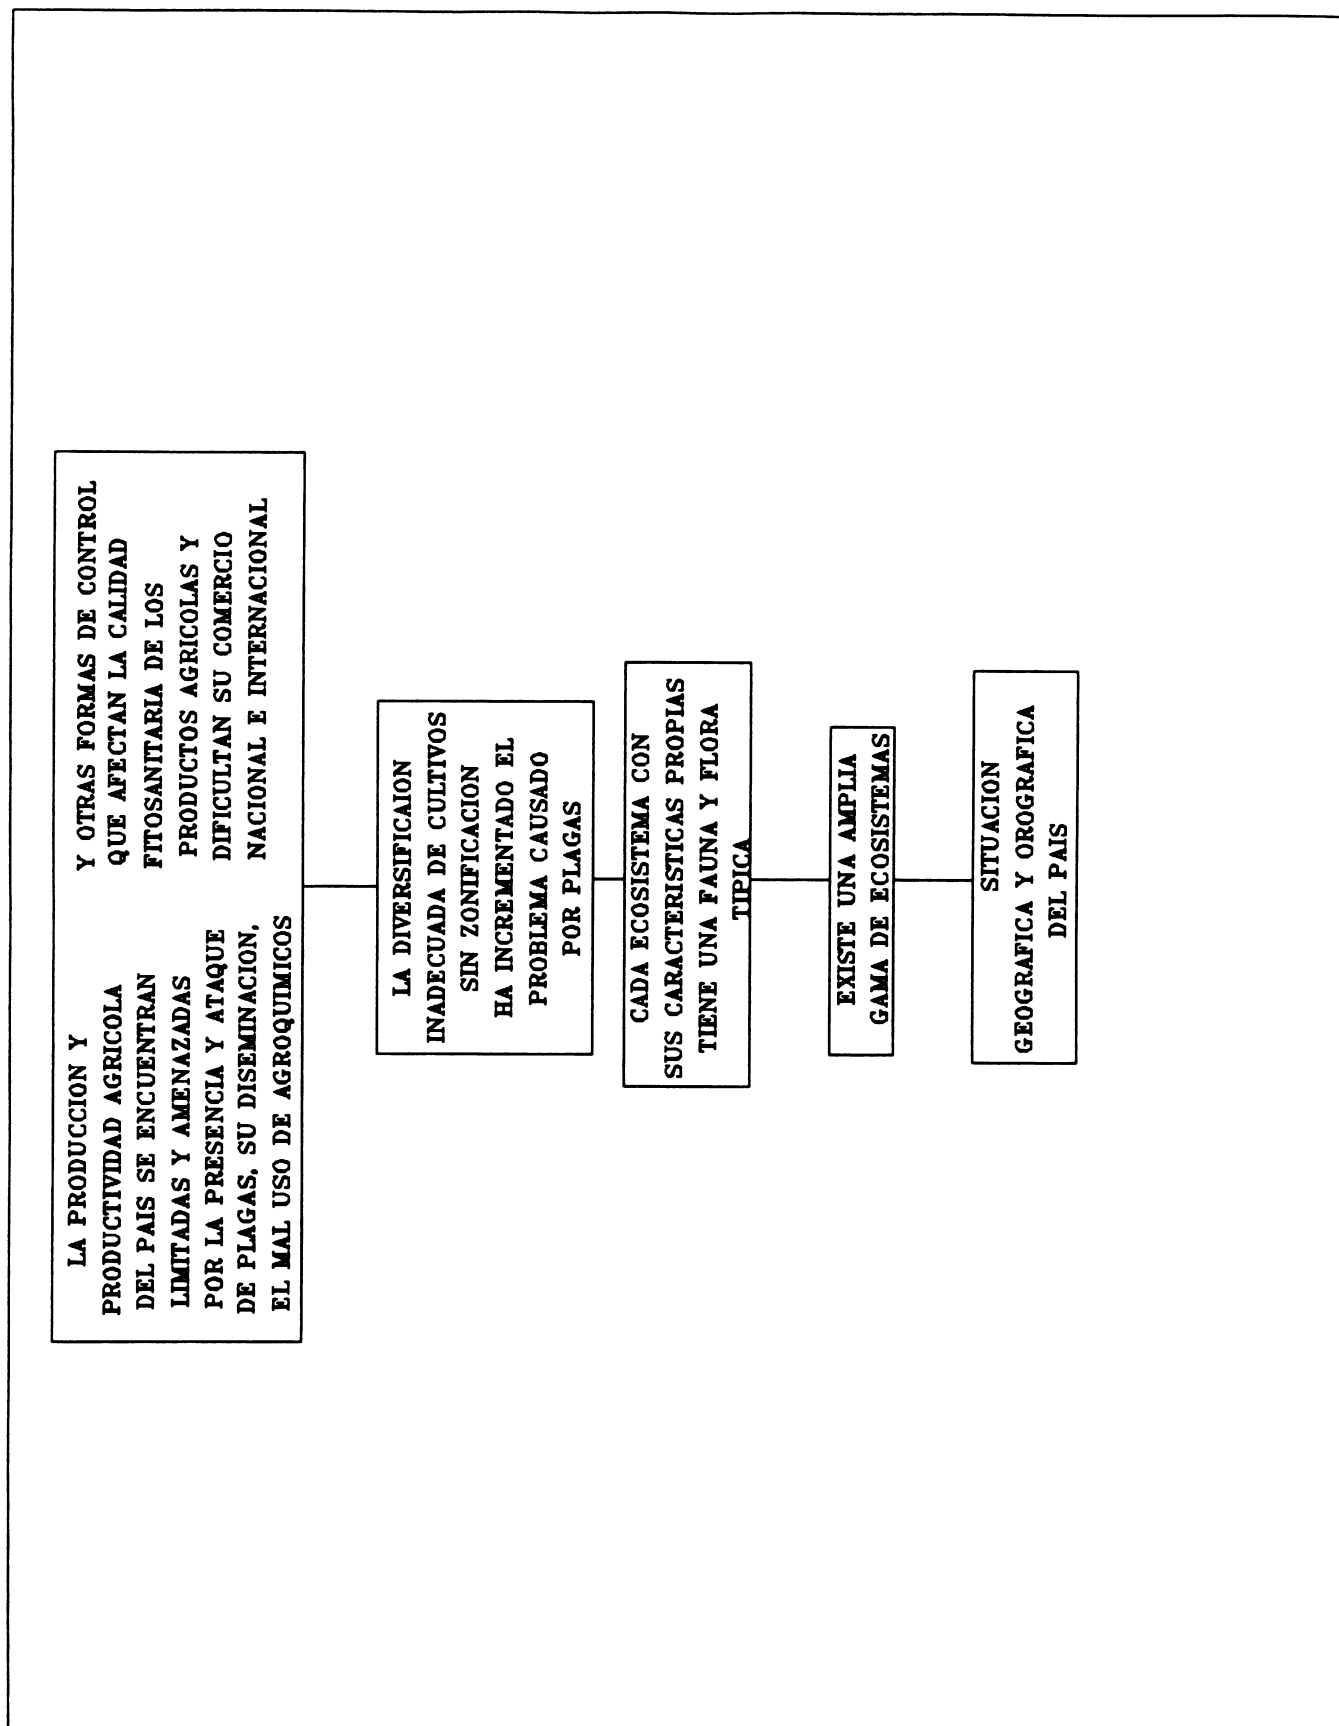 LA PRODUCCION Y
PRODUCTIVIDAD AGRICOLA
DEL PAIS SE ENCUENTRAN
LIMITADAS Y AMENAZADAS
POR LA PRESENCIA Y ATAQUE
DE PLAGAS, SU DISEMINACION,
EL MAL USO DE AGROQUIMICOS
Y OTRAS FORMAS DE CONTROL
QUE AFECTAN LA CALIDAD
FITOSANITARIA DE LOS
PRODUCTOS AGRICOLAS Y
DIFICULTAN SU COMERCIO
NACIONAL E INTERNACIONAL
LA DIVERSIFICAION
INADECUADA DE CULTIVOS
SIN ZONIFICACION
HA INCREMENTADO EL
PROBLEMA CAUSADO
POR PLAGAS
CADA ECOSISTEMA CON
SUS CARACTERISTICAS PROPIAS
TIENE UNA FAUNA Y FLORA
TIPICA
EXISTE UNA AMPLIA
GAMA DE ECOSISTEMAS
SITUACION
GEOGRAFICA Y OROGRAFICA
DEL PAIS